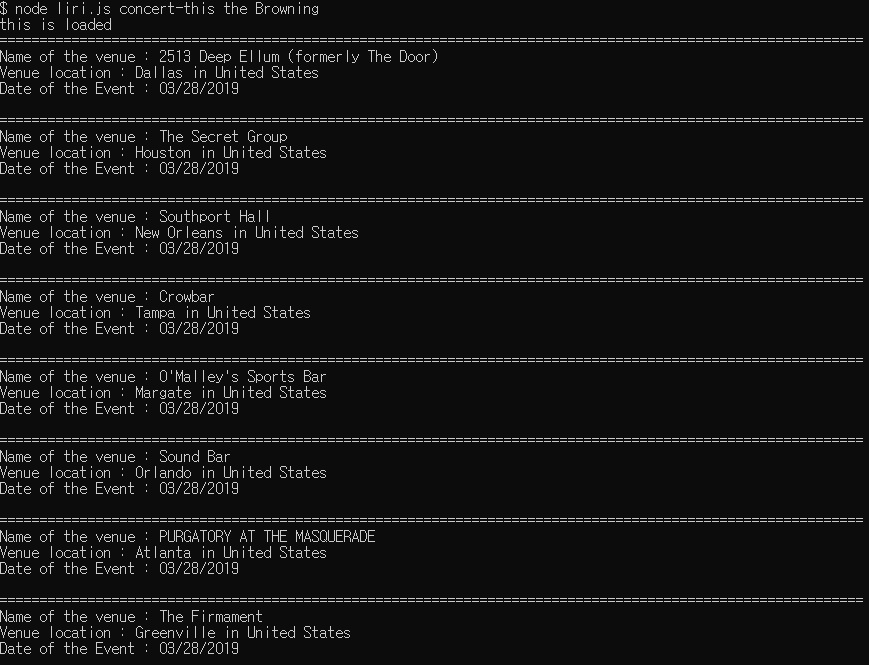 $ node liri.js concert-this the Browning
this is loaded
============================================================================================================
Name of the venue : 2513 Deep Ellum (formerly The Door)
Venue location : Dallas in United States
Date of the Event : 03/28/2019
============================================================================================================
Name of the venue : The Secret Group
Venue location : Houston in United States
Date of the Event : 03/28/2019
============================================================================================================
Name of the venue : Southport Hall
Venue location : New Orleans in United States
Date of the Event : 03/28/2019
============================================================================================================
Name of the venue : Crowbar
Venue location : Tampa in United States
Date of the Event : 03/28/2019
============================================================================================================
Name of the venue : O'Malley's Sports Bar
Venue location : Margate in United States
Date of the Event : 03/28/2019
============================================================================================================
Name of the venue : Sound Bar
Venue location : Orlando in United States
Date of the Event : 03/28/2019
============================================================================================================
Name of the venue : PURGATORY AT THE MASQUERADE
Venue location : Atlanta in United States
Date of the Event : 03/28/2019
============================================================================================================
Name of the venue : The Firmament
Venue location : Greenville in United States
Date of the Event : 03/28/2019